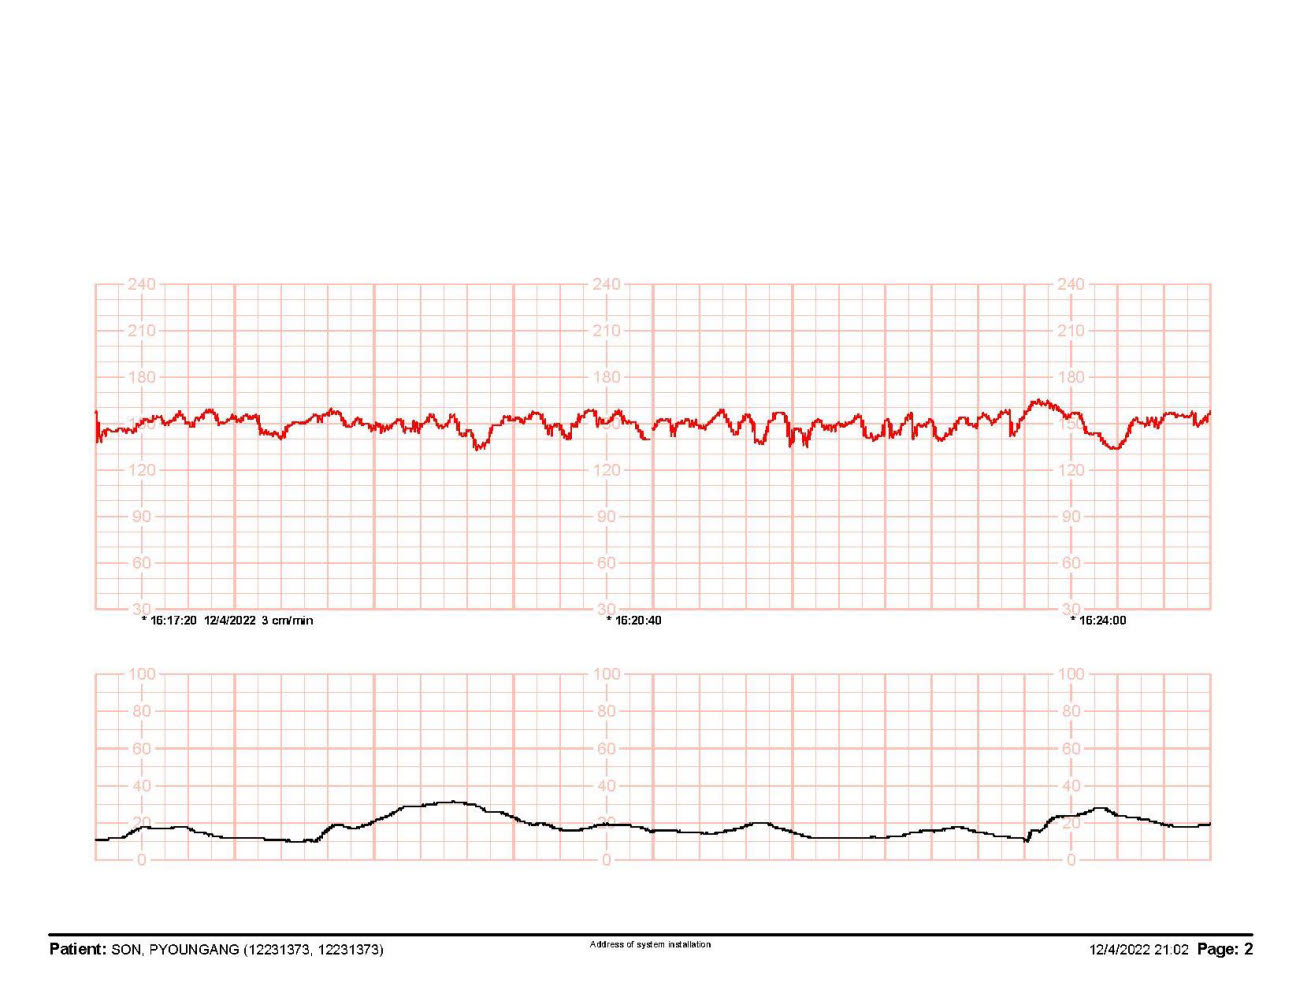 240 240 240
210 210 210
180 180 180
150 150 150
120 120 120
90 90 90
60 60 60
30 30 30
* 16:17:20 12/4/2022 3 cm/min * 16:20:40 * 16:24:00
100 100 100
80 80 80
60 60 60
40 40 40
20 20 20
0 0 0
Patient: SON, PYOUNGANG (12231373, 12231373) Address of system installation 12/4/2022 21:02 Page: 2